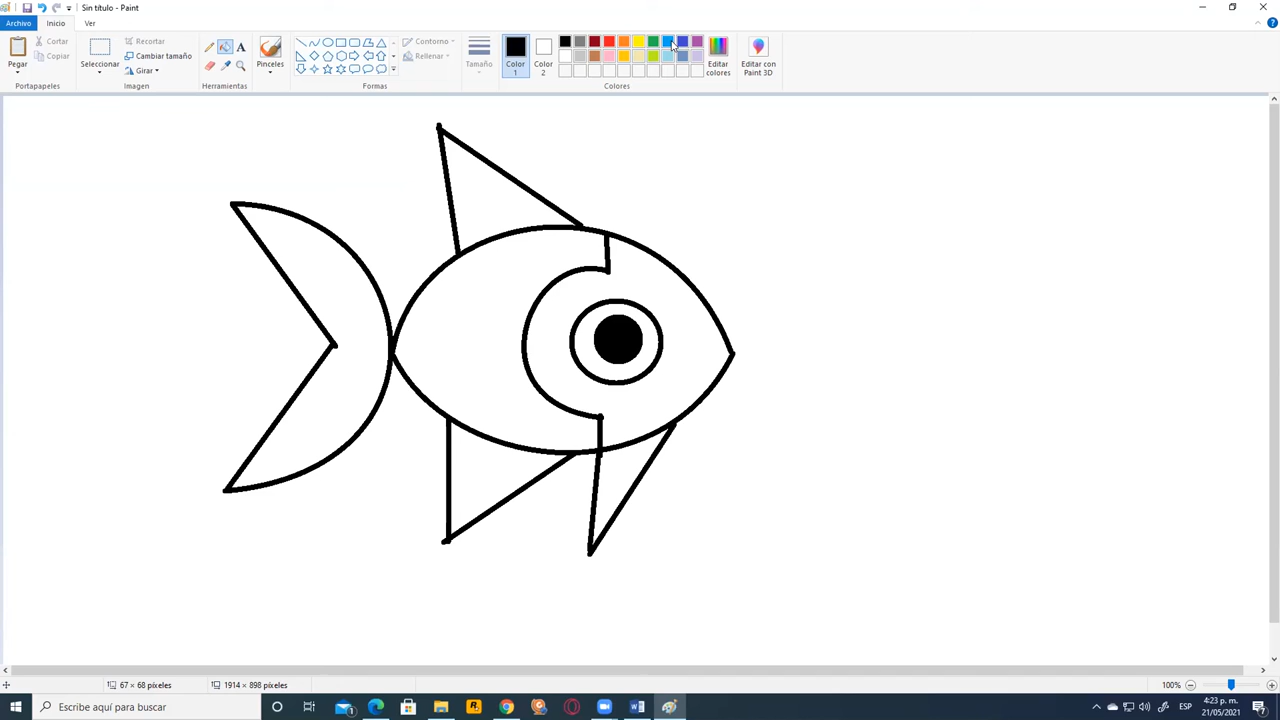 Sin título - Paint
Archivo Inicio Ver
Pegar
Cortar
Copiar
Portapapeles
Seleccionar
Recortar
Cambiar tamaño
Girar
Imagen
A
Herramientas
Pinceles
Contorno
Rellenar
Formas
Tamaño
Color
1
Color
2
Editar
colores
Colores
Editar con
Paint 3D
67 × 68 píxeles
1914 × 898 píxeles
100%
Escribe aquí para buscar
ESP
4:23 p. m.
21/05/2021